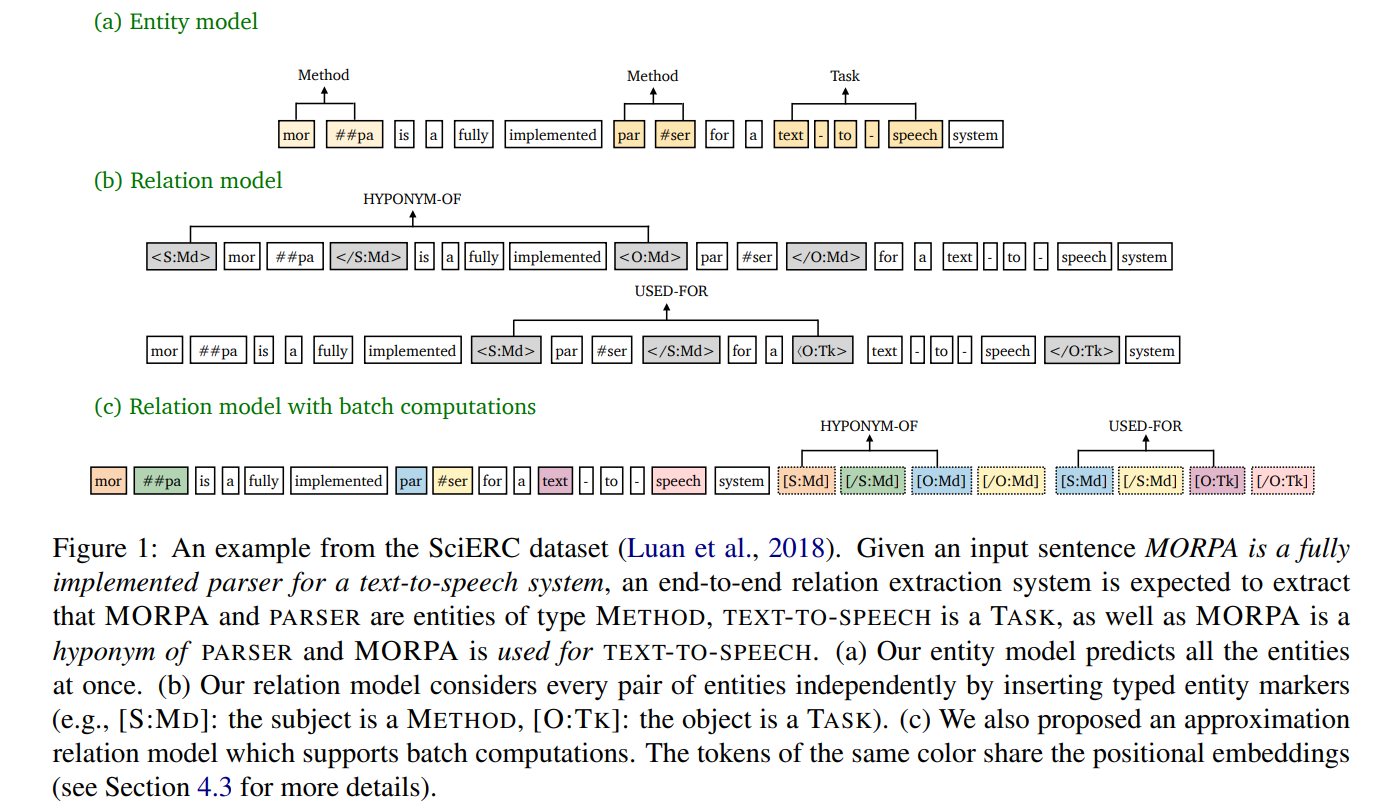 (a) Entity model
Method Method Task
mor ##pa is a fully implemented par #ser for a text - to - speech system
(b) Relation model
HYPONYM-OF
<S:Md> mor ##pa </S:Md> is a fully implemented <O:Md> par #ser </O:Md> for a text - to - speech system
USED-FOR
mor ##pa is a fully implemented <S:Md> par #ser </S:Md> for a ⟨O:Tk> text - to - speech </O:Tk> system
(c) Relation model with batch computations
HYPONYM-OF USED-FOR
mor ##pa is a fully implemented par #ser for a text - to - speech system [S:Md] [/S:Md] [O:Md] [/O:Md] [S:Md] [/S:Md] [O:Tk] [/O:Tk]
Figure 1: An example from the SciERC dataset (Luan et al., 2018). Given an input sentence MORPA is a fully
implemented parser for a text-to-speech system, an end-to-end relation extraction system is expected to extract
that MORPA and PARSER are entities of type METHOD, TEXT-TO-SPEECH is a TASK, as well as MORPA is a
hyponym of PARSER and MORPA is used for TEXT-TO-SPEECH. (a) Our entity model predicts all the entities
at once. (b) Our relation model considers every pair of entities independently by inserting typed entity markers
(e.g., [S:MD]: the subject is a METHOD, [O:TK]: the object is a TASK). (c) We also proposed an approximation
relation model which supports batch computations. The tokens of the same color share the positional embeddings
(see Section 4.3 for more details).